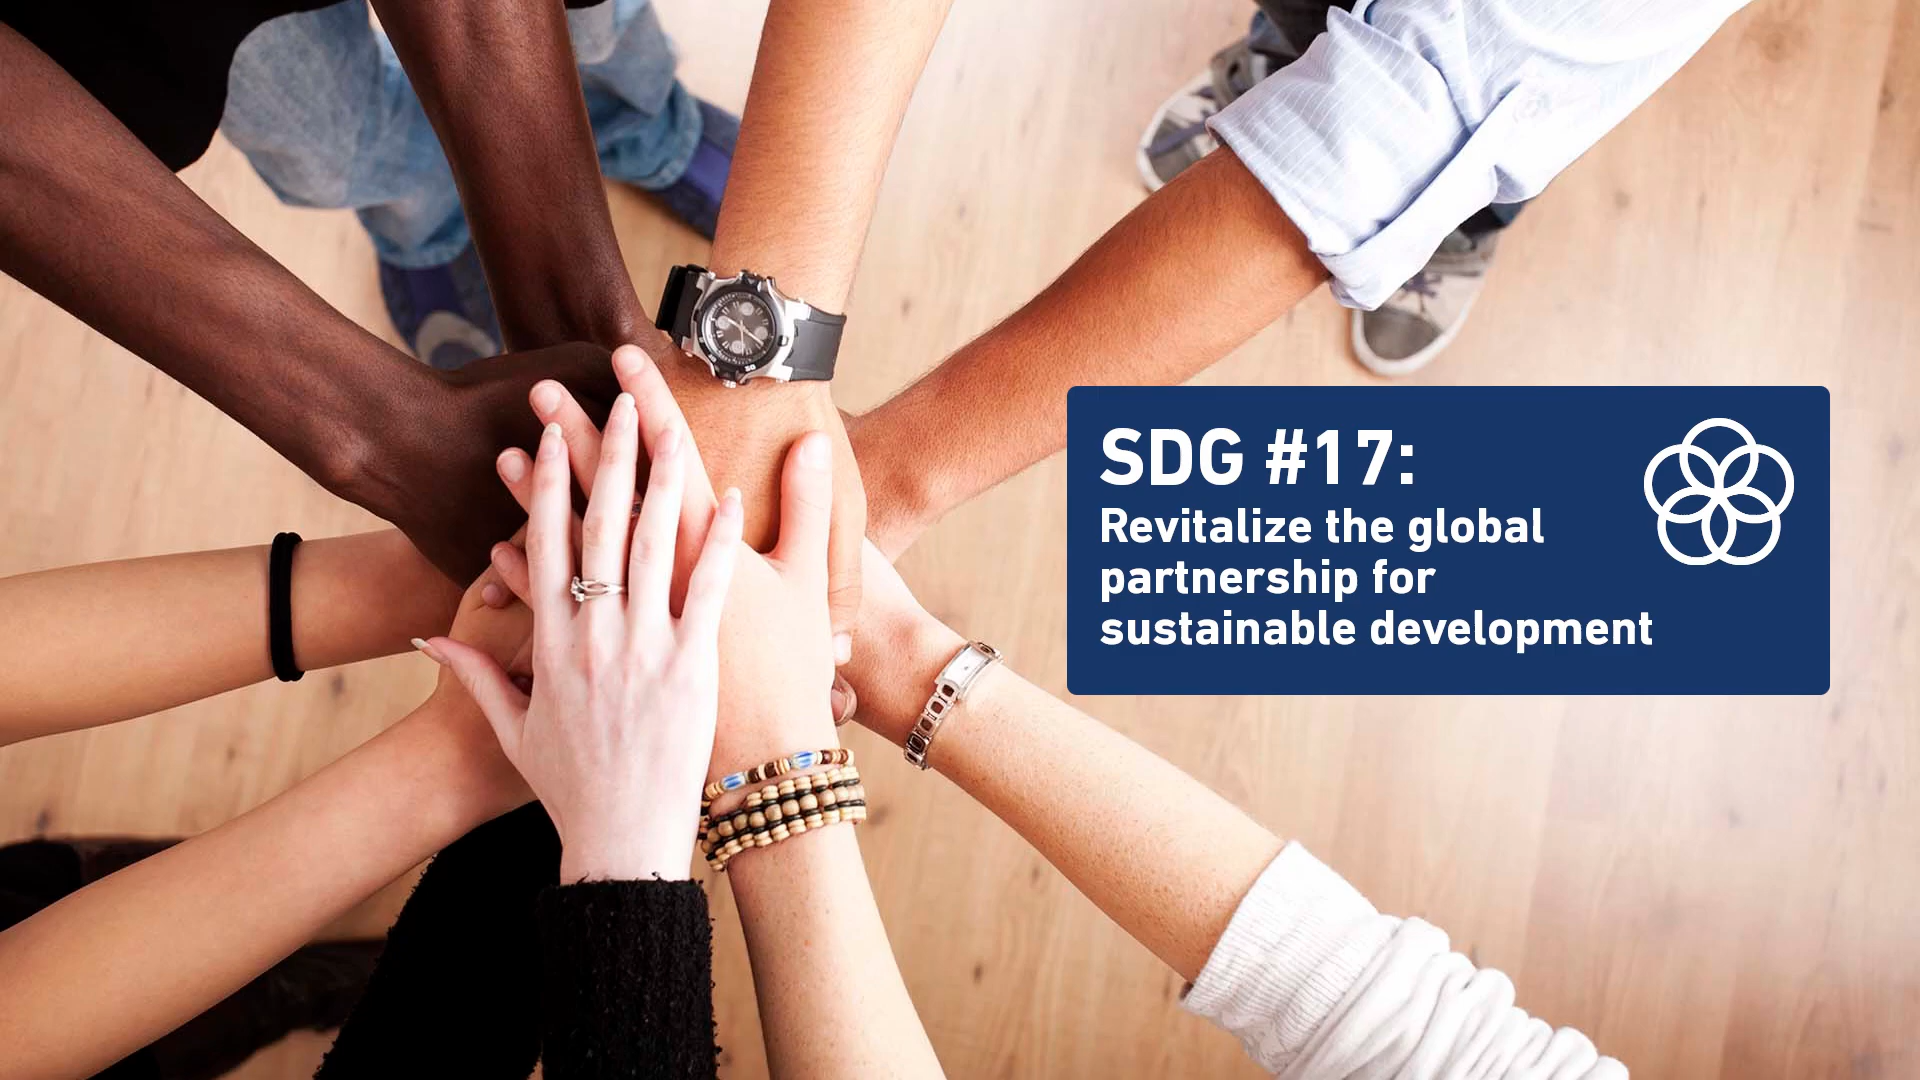 SDG #17:
Revitalize the global
partnership for
sustainable development